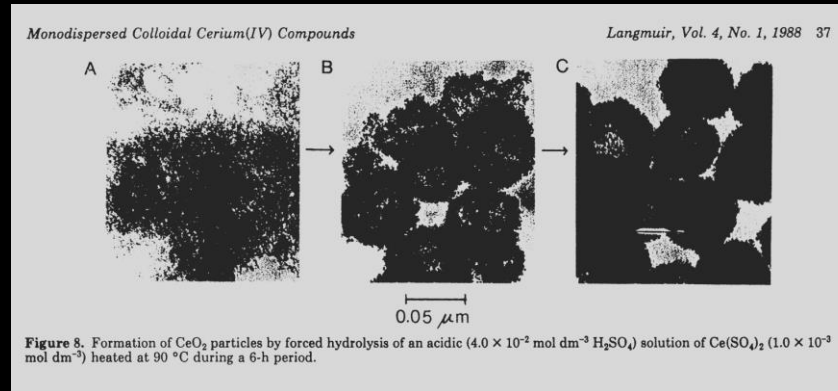 Monodispersed Colloidal Cerium(IV) Compounds
Langmuir, Vol. 4, No. 1, 1988 37
A B C
0.05 μm
Figure 8. Formation of CeO₂ particles by forced hydrolysis of an acidic (4.0 × 10⁻² mol dm⁻³ H₂SO₄) solution of Ce(SO₄)₂ (1.0 × 10⁻³
mol dm⁻³) heated at 90 °C during a 6-h period.